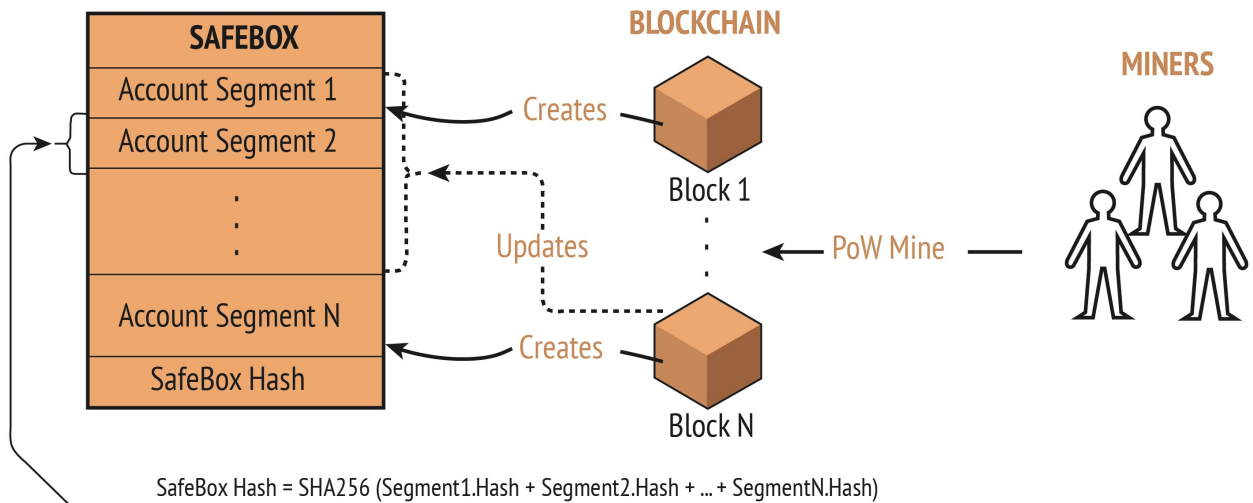 SAFEBOX
Account Segment 1
Account Segment 2
Account Segment N
SafeBox Hash
BLOCKCHAIN
Creates
Block 1
Updates
Creates
Block N
MINERS
PoW Mine
SafeBox Hash = SHA256 (Segment1.Hash + Segment2.Hash + ... + SegmentN.Hash)